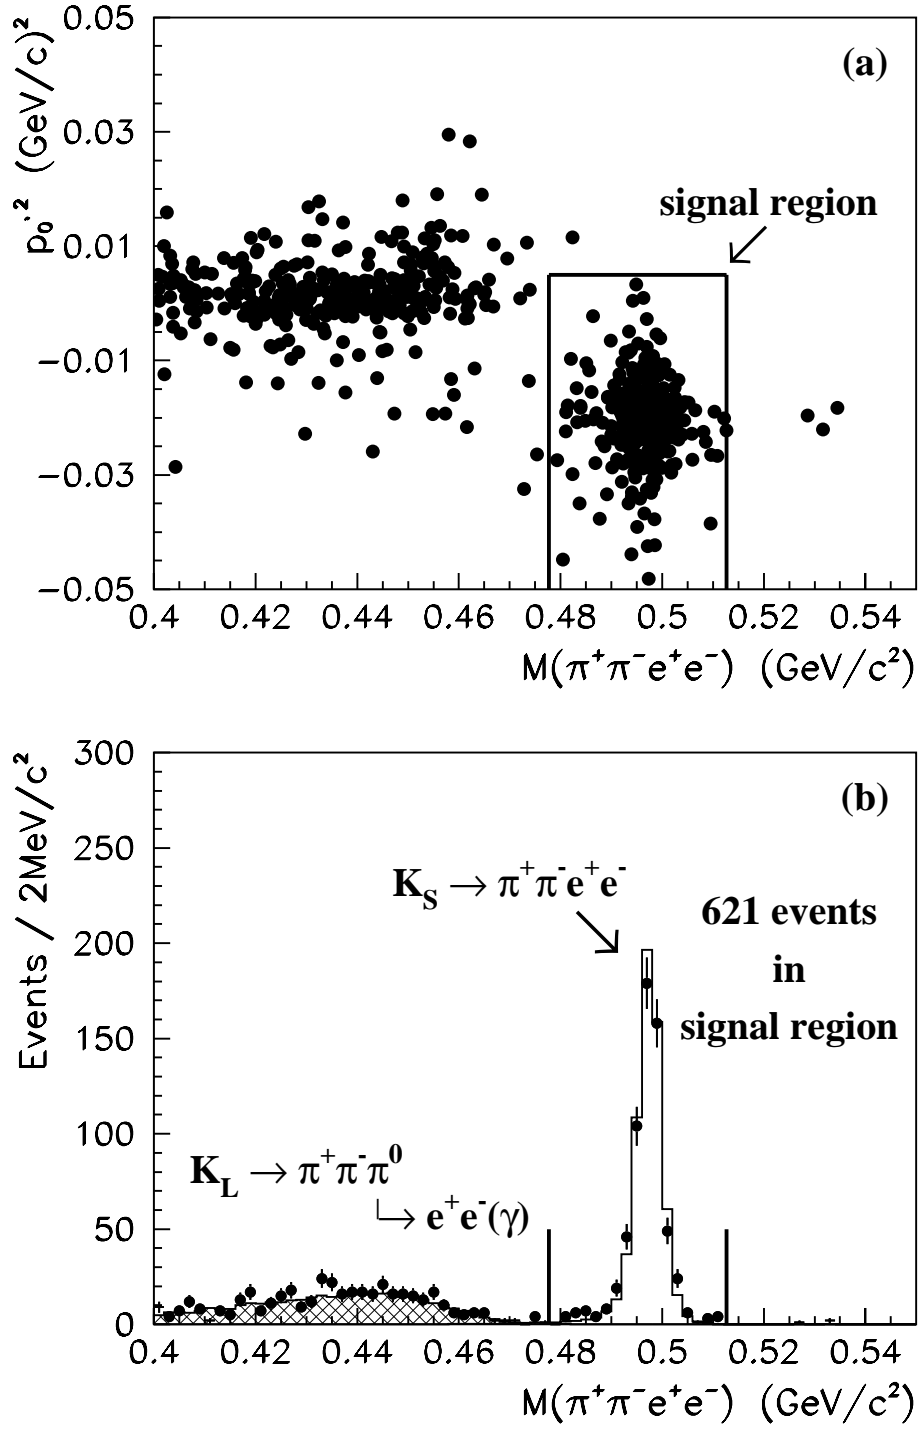 0.05
(a)
0.03
signal region
0.01
−0.01
−0.03
−0.05
p₀'² (GeV/c)²
0.4 0.42 0.44 0.46 0.48 0.5 0.52 0.54
M(π⁺π⁻e⁺e⁻) (GeV/c²)
300
(b)
250
K_S → π⁺π⁻e⁺e⁻
621 events
200
in
signal region
150
100
K_L → π⁺π⁻π⁰
→ e⁺e⁻(γ)
50
0
Events / 2MeV/c²
0.4 0.42 0.44 0.46 0.48 0.5 0.52 0.54
M(π⁺π⁻e⁺e⁻) (GeV/c²)